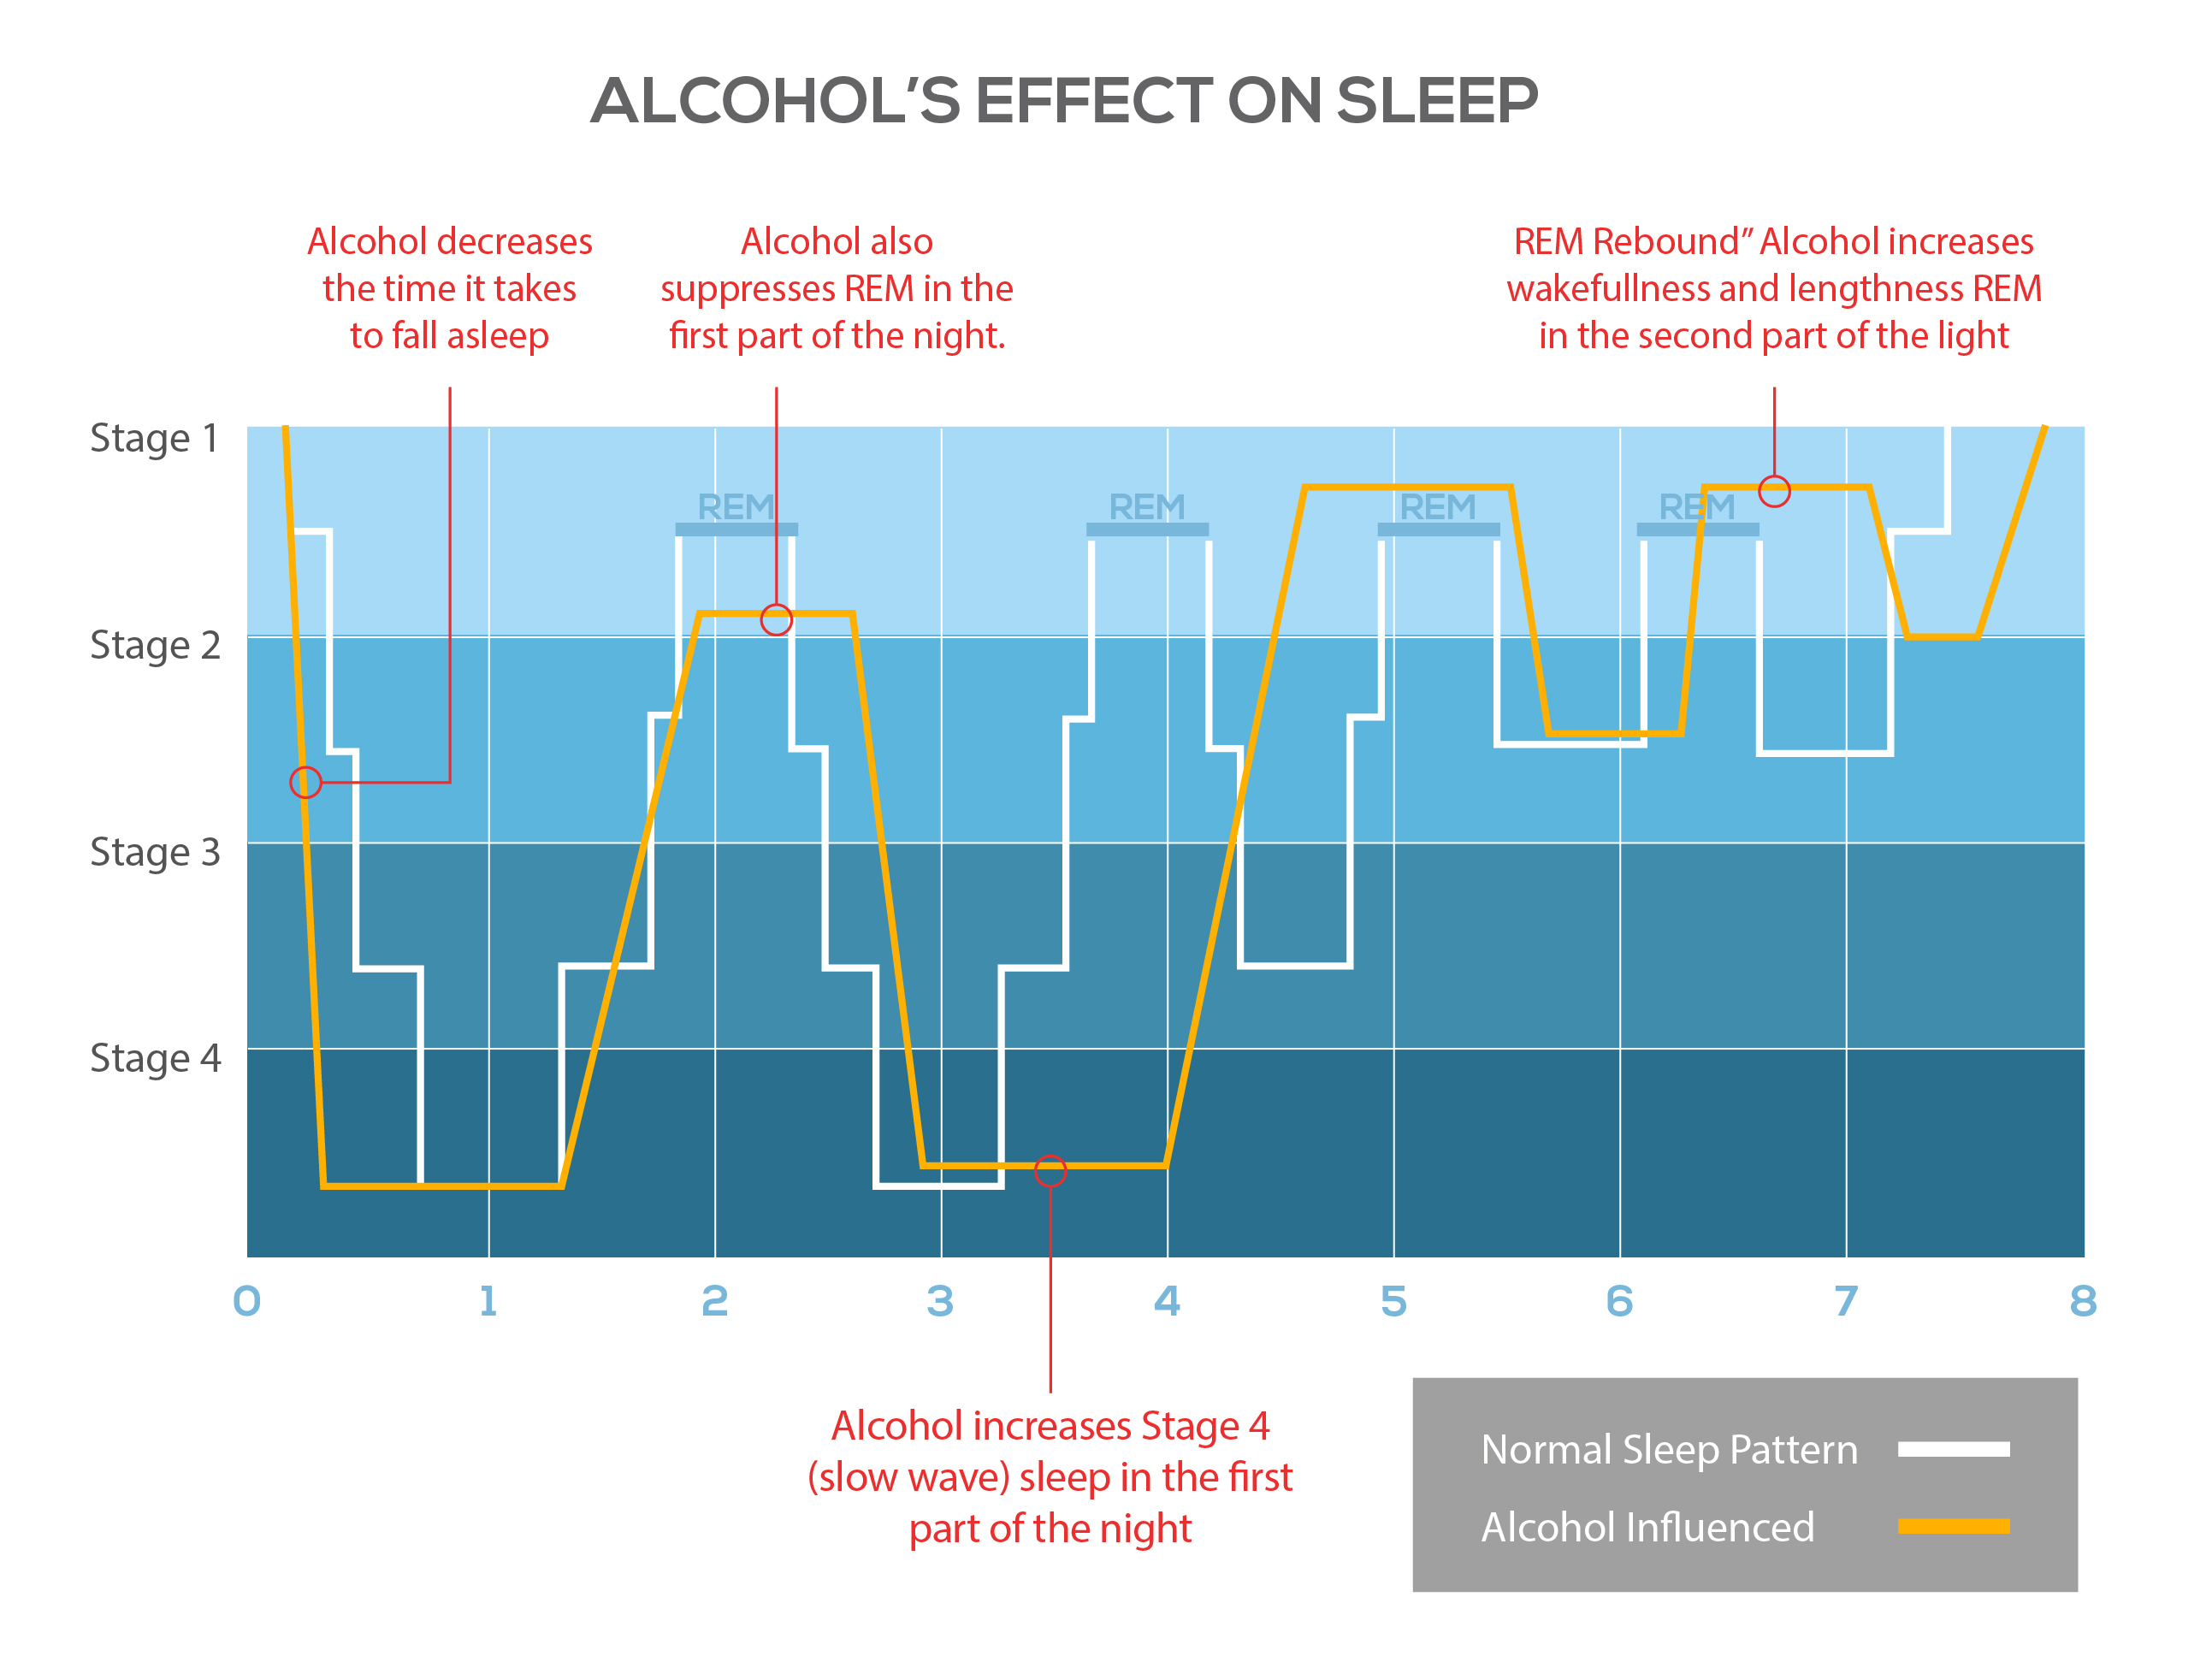 ALCOHOL’S EFFECT ON SLEEP
Alcohol decreases
the time it takes
to fall asleep
Alcohol also
suppresses REM in the
first part of the night.
REM Rebound” Alcohol increases
wakefullness and lengthness REM
in the second part of the light
Stage 1
REM
REM
REM
REM
Stage 2
Stage 3
Stage 4
0 1 2 3 4 5 6 7 8
Alcohol increases Stage 4
(slow wave) sleep in the first
part of the night
Normal Sleep Pattern
Alcohol Influenced